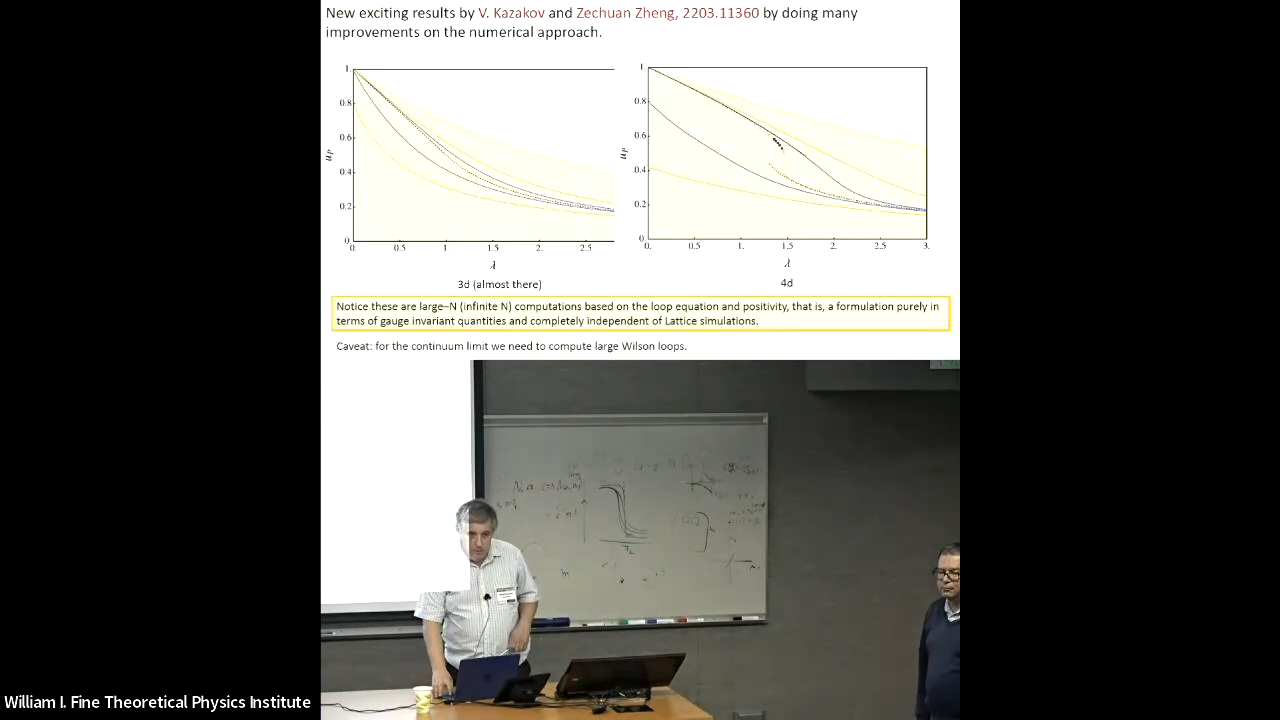 New exciting results by V. Kazakov and Zechuan Zheng, 2203.11360 by doing many
improvements on the numerical approach.
1.
0.8
0.6
0.4
0.2
0
u_P
0. 0.5 1. 1.5 2. 2.5
λ
3d (almost there)
1.
0.8
0.6
0.4
0.2
0
u_P
0. 0.5 1. 1.5 2. 2.5 3.
λ
4d
Notice these are large–N (infinite N) computations based on the loop equation and positivity, that is, a formulation purely in
terms of gauge invariant quantities and completely independent of Lattice simulations.
Caveat: for the continuum limit we need to compute large Wilson loops.
William I. Fine Theoretical Physics Institute